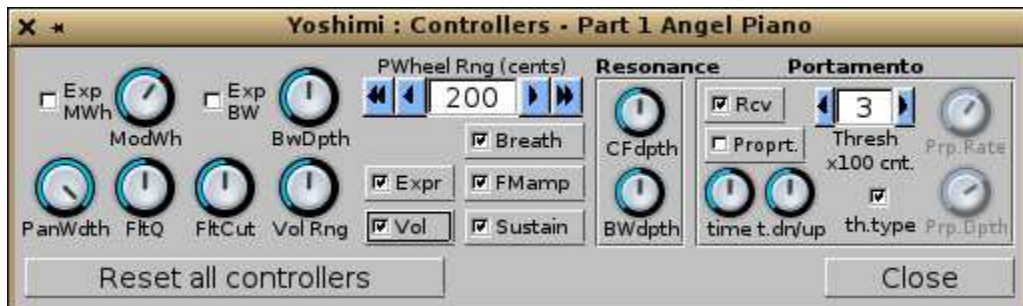 Yoshimi : Controllers - Part 1 Angel Piano
Exp
MWh
ModWh
Exp
BW
BwDpth
PWheel Rng (cents)
200
Breath
Expr
FMamp
Vol
Sustain
PanWdth
FltQ
FltCut
Vol Rng
Resonance
CFdpth
BWdpth
Portamento
Rcv
Proprt.
3
Thresh
x100 cnt.
Prp.Rate
time
t.dn/up
th.type
Prp.Dpth
Reset all controllers
Close